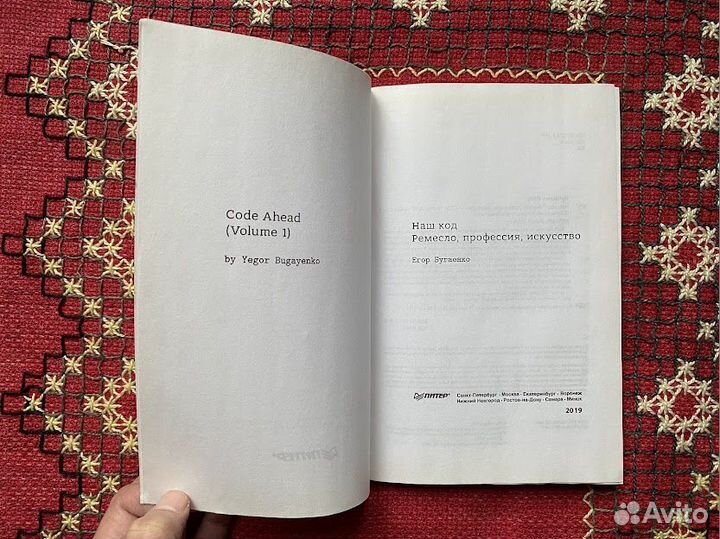 Code Ahead
(Volume 1)
by Yegor Bugayenko
Наш код
Ремесло, профессия, искусство
Егор Бугаенко
ПИТЕР®
Санкт-Петербург · Москва · Екатеринбург · Воронеж
Нижний Новгород · Ростов-на-Дону · Самара · Минск
2019
Avito